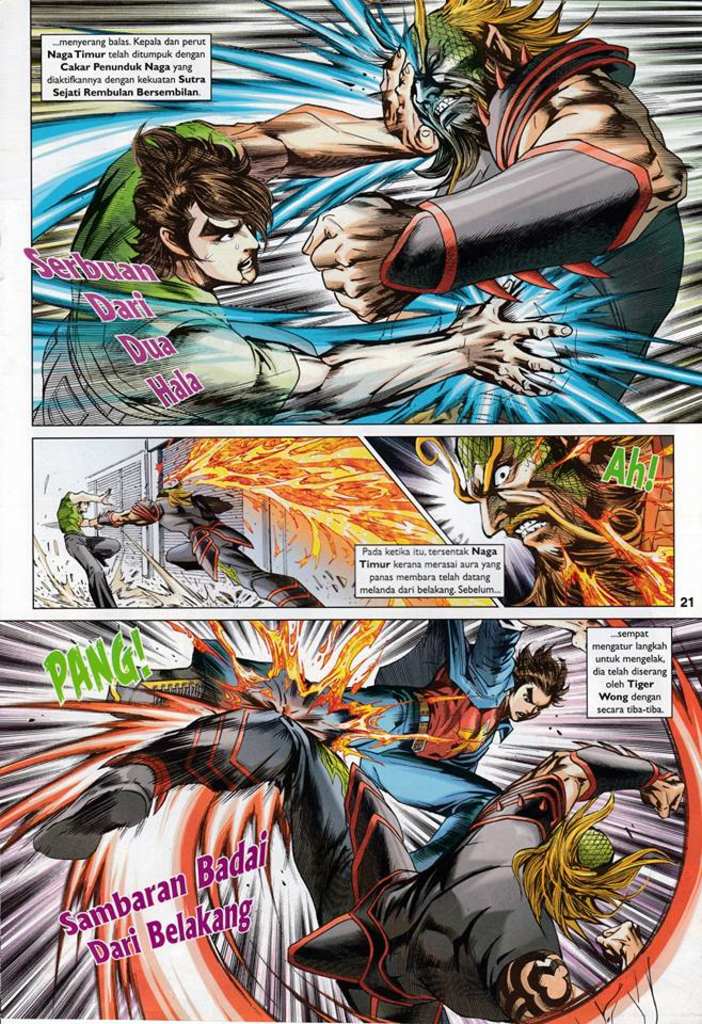 ...menyerang balas. Kepala dan perut
Naga Timur telah ditumpuk dengan
Cakar Penunduk Naga yang
diaktifkannya dengan kekuatan Sutra
Sejati Rembulan Bersembilan.
Serbuan
Dari
Dua
Hala
Ah!
Pada ketika itu, tersentak Naga
Timur kerana merasai aura yang
panas membara telah datang
melanda dari belakang. Sebelum...
21
PANG!
...sempat
mengatur langkah
untuk mengelak,
dia telah diserang
oleh Tiger
Wong dengan
secara tiba-tiba.
Sambaran Badai
Dari Belakang